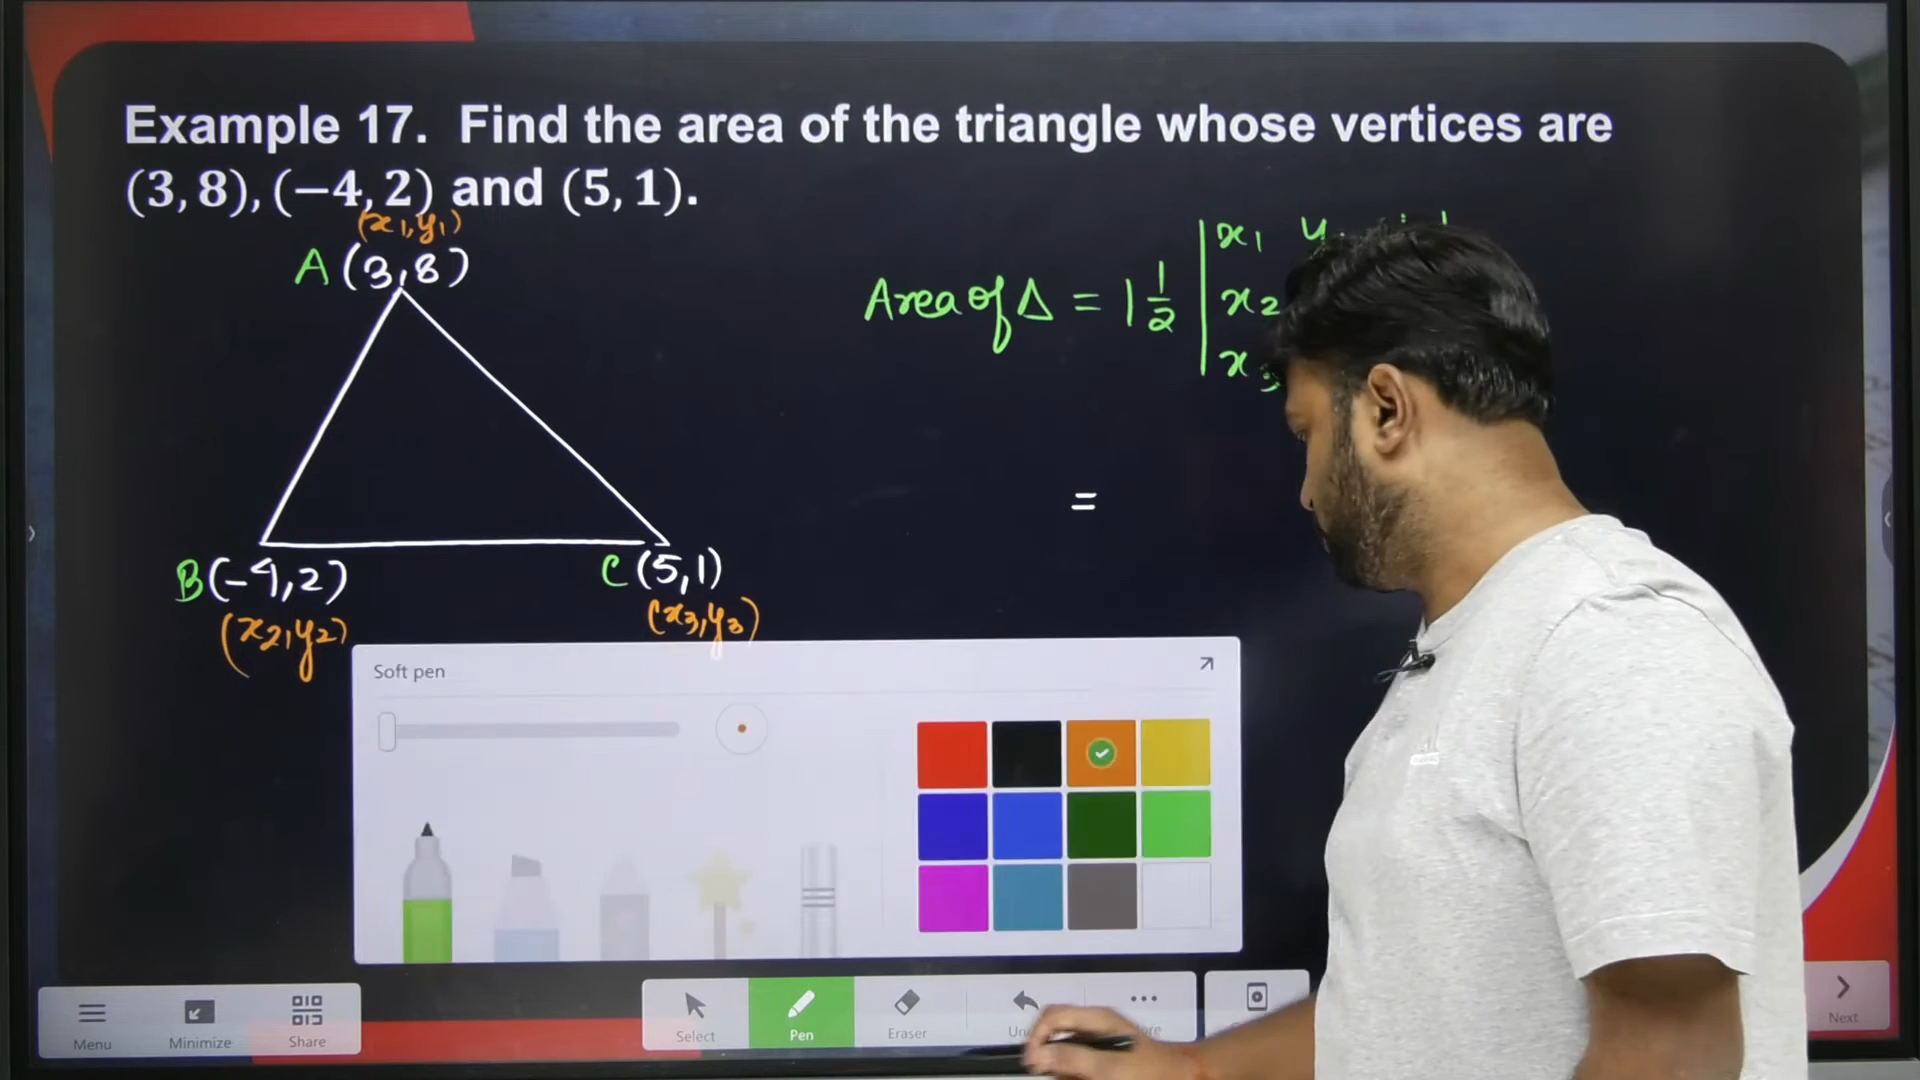 Example 17. Find the area of the triangle whose vertices are
(3, 8), (−4, 2) and (5, 1).
(x₁,y₁)
A (3,8)
Area of Δ = |½ | x₁ y
x₂
x₃
=
B (-4,2)
C (5,1)
(x₂,y₂)
(x₃,y₃)
Soft pen
Menu
Minimize
Share
Select
Pen
Eraser
Next